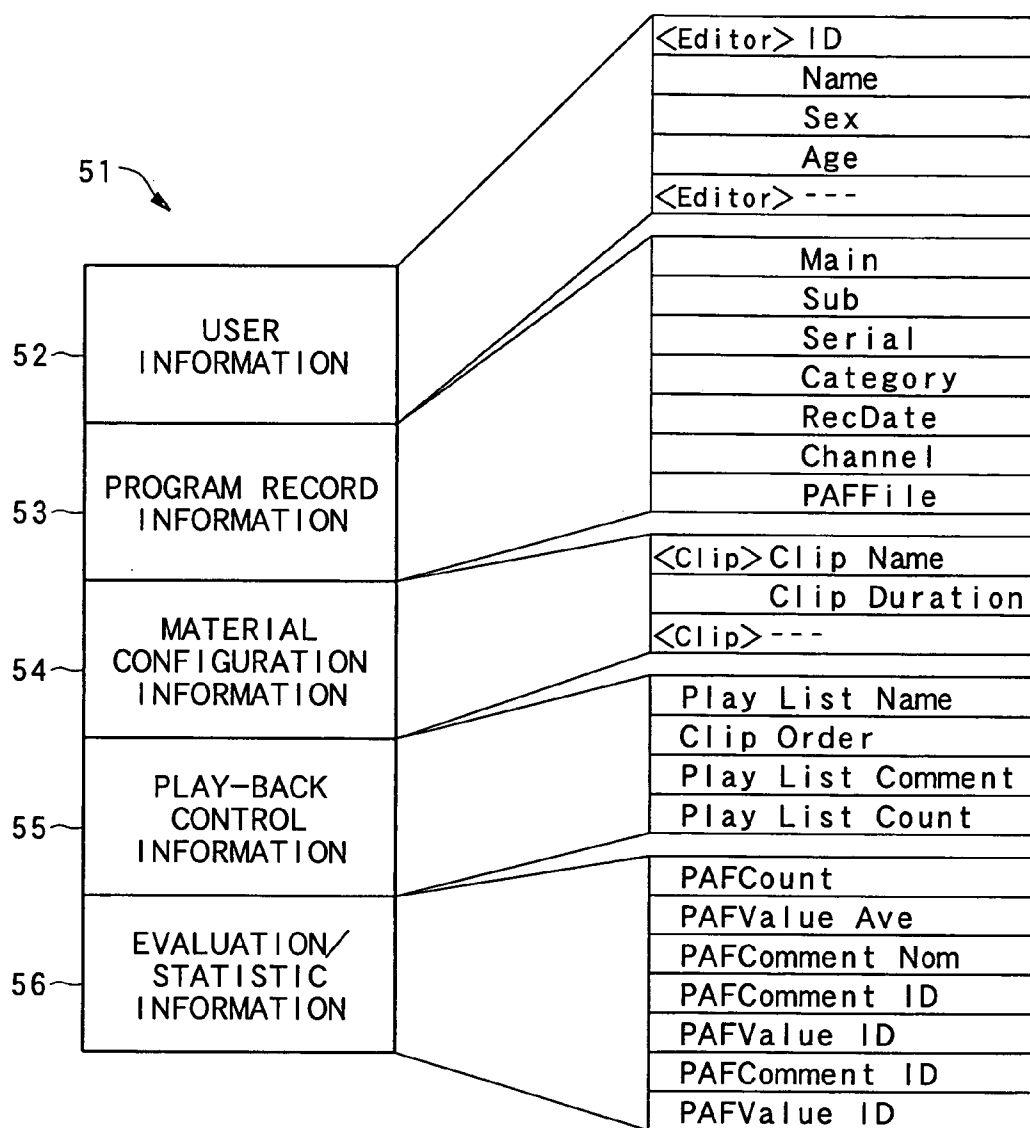 51
52
USER
INFORMATION
53
PROGRAM RECORD
INFORMATION
54
MATERIAL
CONFIGURATION
INFORMATION
55
PLAY-BACK
CONTROL
INFORMATION
56
EVALUATION/
STATISTIC
INFORMATION
<Editor> ID
Name
Sex
Age
<Editor> ---
Main
Sub
Serial
Category
RecDate
Channel
PAFFile
<Clip> Clip Name
Clip Duration
<Clip> ---
Play List Name
Clip Order
Play List Comment
Play List Count
PAFCount
PAFValue Ave
PAFComment Nom
PAFComment ID
PAFValue ID
PAFComment ID
PAFValue ID